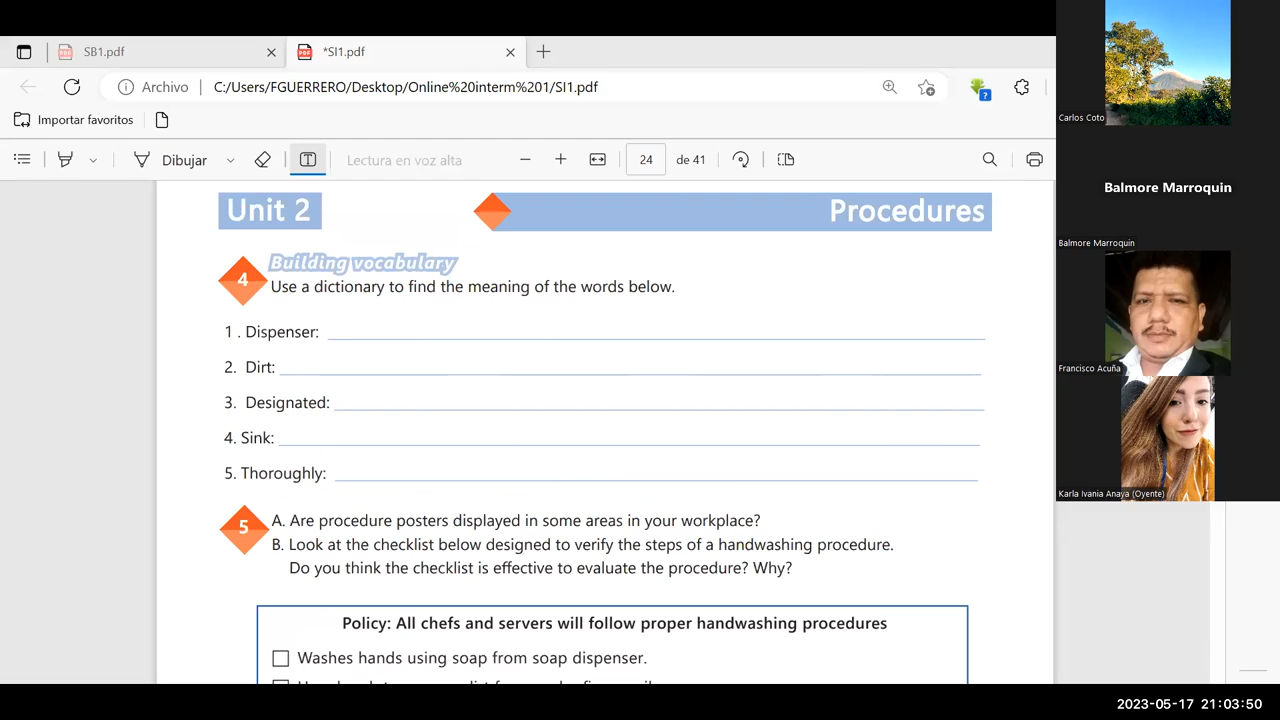 SB1.pdf
*SI1.pdf
Archivo
C:/Users/FGUERRERO/Desktop/Online%20interm%201/SI1.pdf
Importar favoritos
Dibujar
Lectura en voz alta
24
de 41
Unit 2
Procedures
4
Building vocabulary
Use a dictionary to find the meaning of the words below.
1 . Dispenser:
2. Dirt:
3. Designated:
4. Sink:
5. Thoroughly:
5
A. Are procedure posters displayed in some areas in your workplace?
B. Look at the checklist below designed to verify the steps of a handwashing procedure.
Do you think the checklist is effective to evaluate the procedure? Why?
Policy: All chefs and servers will follow proper handwashing procedures
Washes hands using soap from soap dispenser.
Carlos Coto
Balmore Marroquin
Balmore Marroquin
Francisco Acuña
Karla Ivania Anaya (Oyente)
2023-05-17 21:03:50